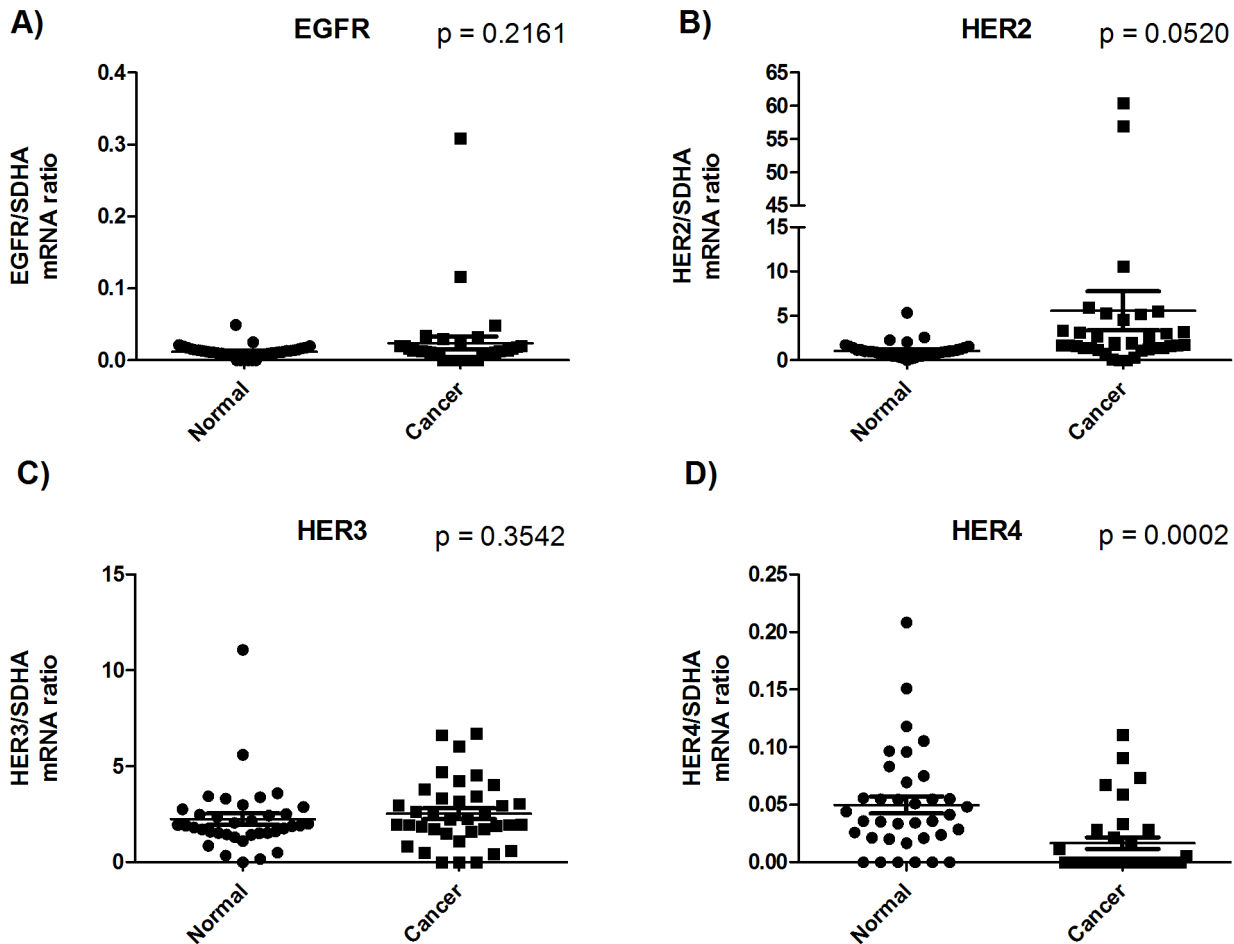 A)
EGFR
p = 0.2161
EGFR/SDHA
mRNA ratio
0.4
0.3
0.2
0.1
0.0
Normal
Cancer
B)
HER2
p = 0.0520
HER2/SDHA
mRNA ratio
65
60
55
50
45
15
10
5
0
Normal
Cancer
C)
HER3
p = 0.3542
HER3/SDHA
mRNA ratio
15
10
5
0
Normal
Cancer
D)
HER4
p = 0.0002
HER4/SDHA
mRNA ratio
0.25
0.20
0.15
0.10
0.05
0.00
Normal
Cancer